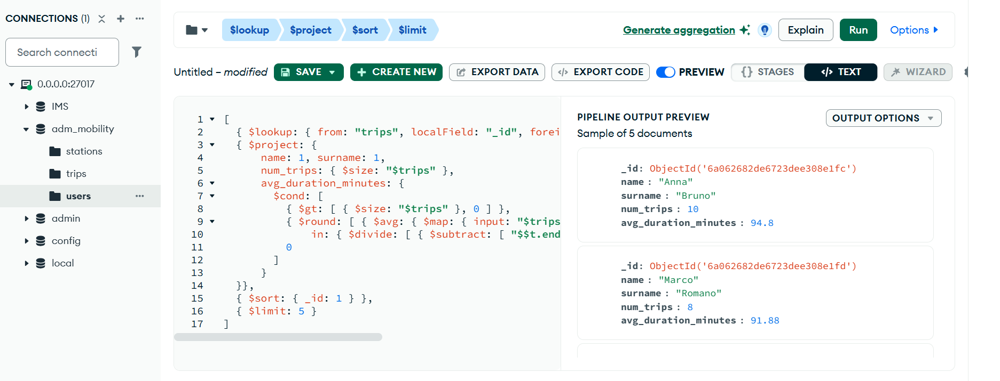 CONNECTIONS (1)
Search connecti
0.0.0.0:27017
IMS
adm_mobility
stations
trips
users
admin
config
local
$lookup $project $sort $limit
Generate aggregation Explain Run Options
Untitled – modified SAVE CREATE NEW EXPORT DATA EXPORT CODE PREVIEW {} STAGES </> TEXT WIZARD
1 [
2 { $lookup: { from: "trips", localField: "_id", forei
3 { $project: {
4 name: 1, surname: 1,
5 num_trips: { $size: "$trips" },
6 avg_duration_minutes: {
7 $cond: [
8 { $gt: [ { $size: "$trips" }, 0 ] },
9 { $round: [ { $avg: { $map: { input: "$trips
10 in: { $divide: [ { $subtract: [ "$$t.end
11 0
12 ]
13 }
14 }},
15 { $sort: { _id: 1 } },
16 { $limit: 5 }
17 ]
PIPELINE OUTPUT PREVIEW
Sample of 5 documents
OUTPUT OPTIONS
_id: ObjectId('6a062682de6723dee308e1fc')
name : "Anna"
surname : "Bruno"
num_trips : 10
avg_duration_minutes : 94.8
_id: ObjectId('6a062682de6723dee308e1fd')
name : "Marco"
surname : "Romano"
num_trips : 8
avg_duration_minutes : 91.88